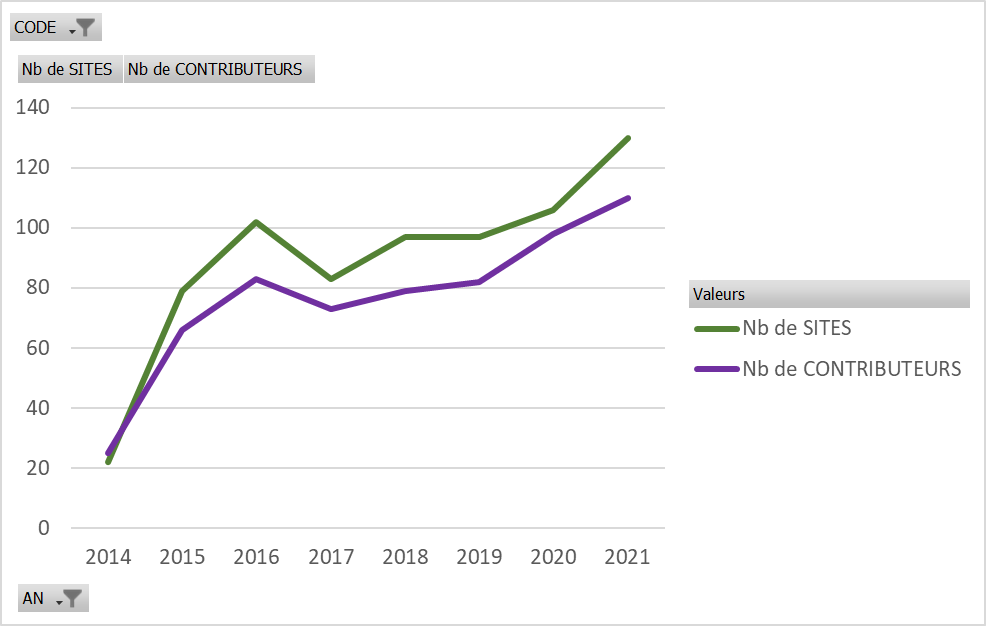 CODE
Nb de SITES Nb de CONTRIBUTEURS
140
120
100
80
60
40
20
0
2014 2015 2016 2017 2018 2019 2020 2021
Valeurs
Nb de SITES
Nb de CONTRIBUTEURS
AN